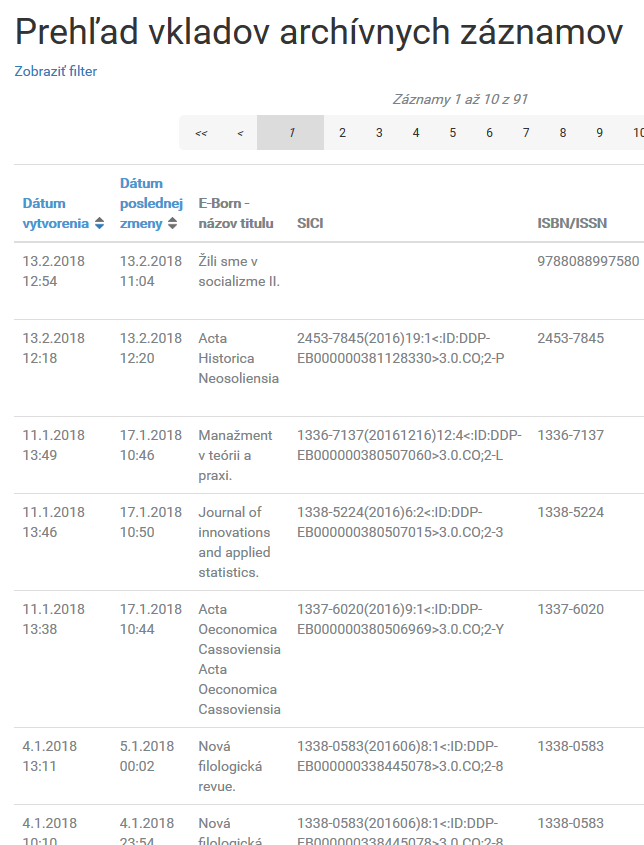 Prehľad vkladov archívnych záznamov
Zobraziť filter
Záznamy 1 až 10 z 91
<< < 1 2 3 4 5 6 7 8 9 10
Dátum vytvorenia
Dátum poslednej zmeny
E-Born - názov titulu
SICI
ISBN/ISSN
13.2.2018 13.2.2018 Žili sme v 9788088997580
12:54 11:04 socializme II.
13.2.2018 13.2.2018 Acta 2453-7845(2016)19:1<:ID:DDP- 2453-7845
12:18 12:20 Historica EB000000381128330>3.0.CO;2-P
Neosoliensia
11.1.2018 17.1.2018 Manažment 1336-7137(20161216)12:4<:ID:DDP- 1336-7137
13:49 10:46 v teórii a EB000000380507060>3.0.CO;2-L
praxi.
11.1.2018 17.1.2018 Journal of 1338-5224(2016)6:2<:ID:DDP- 1338-5224
13:46 10:50 innovations EB000000380507015>3.0.CO;2-3
and applied
statistics.
11.1.2018 17.1.2018 Acta 1337-6020(2016)9:1<:ID:DDP- 1337-6020
13:38 10:44 Oeconomica EB000000380506969>3.0.CO;2-Y
Cassoviensia
Acta
Oeconomica
Cassoviensia
4.1.2018 5.1.2018 Nová 1338-0583(201606)8:1<:ID:DDP- 1338-0583
13:11 00:02 filologická EB000000338445078>3.0.CO;2-8
revue.
4.1.2018 4.1.2018 Nová 1338-0583(201606)8:1<:ID:DDP- 1338-0583
10:10 23:54 filologická EB000000338445078>3.0.CO;2-8